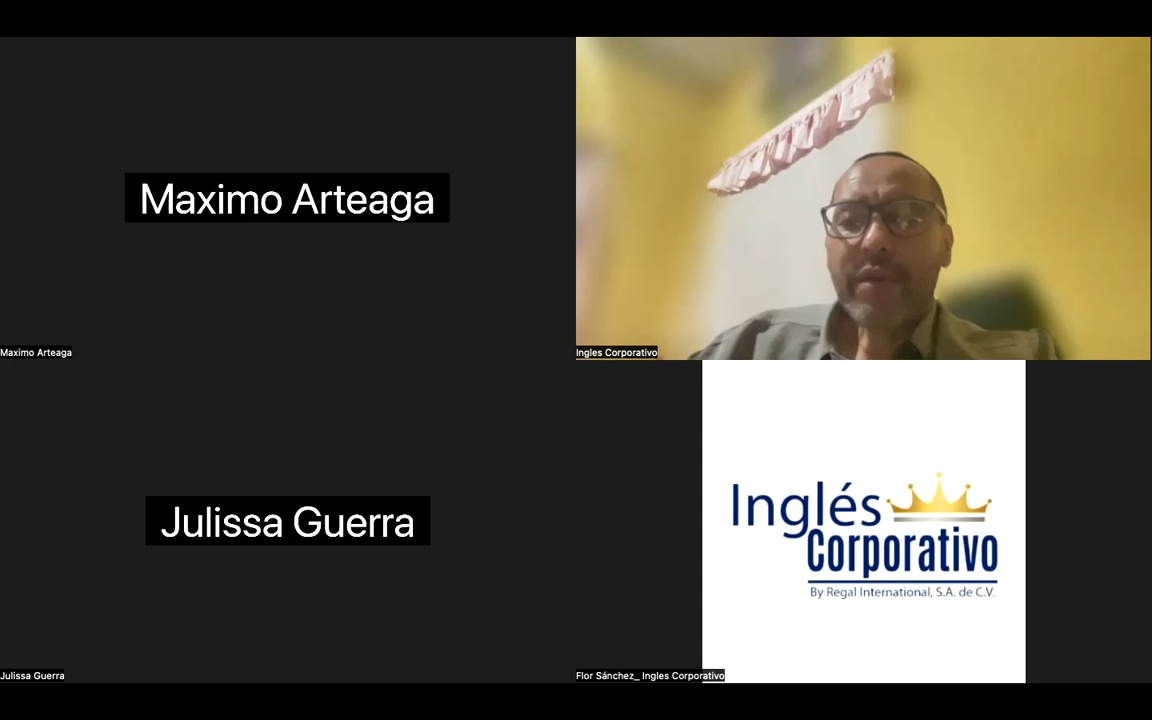 Maximo Arteaga
Maximo Arteaga
Ingles Corporativo
Julissa Guerra
Julissa Guerra
Inglés
Corporativo
By Regal International, S.A. de C.V.
Flor Sánchez_ Ingles Corporativo